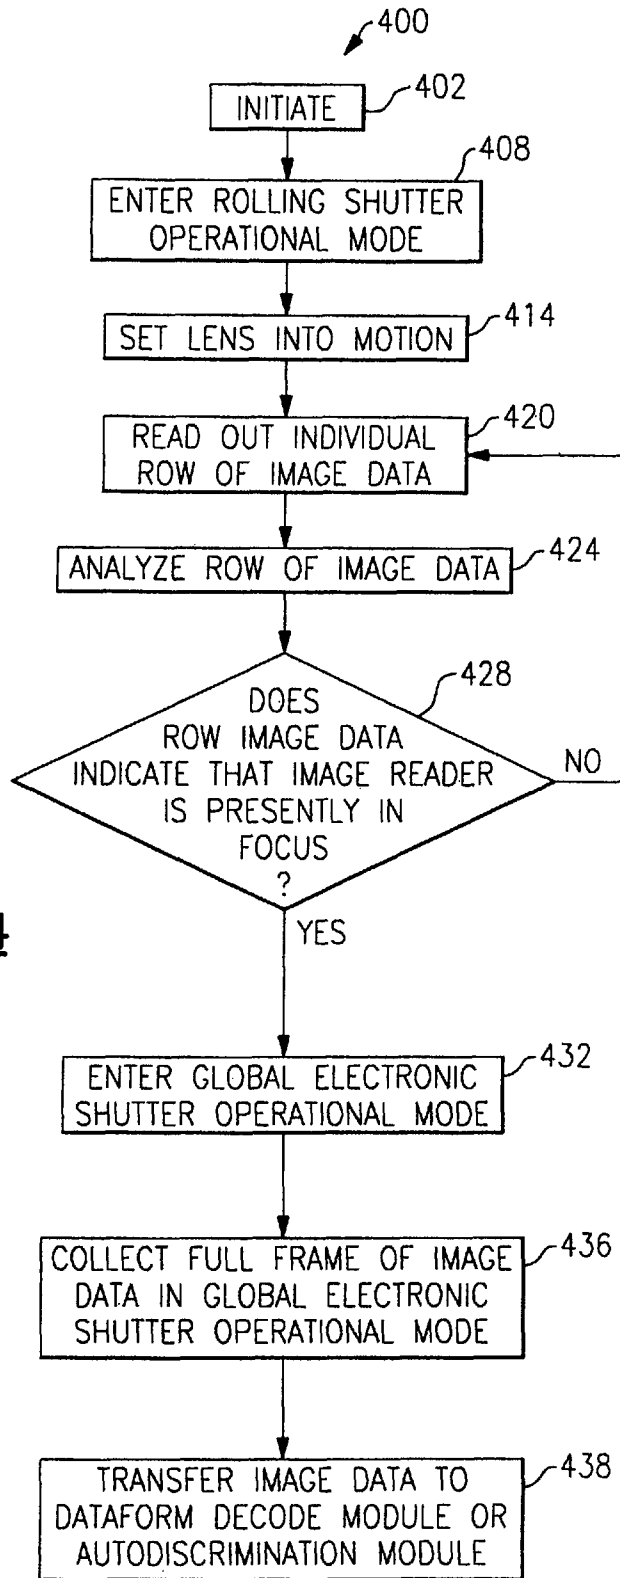 400
INITIATE
402
408
ENTER ROLLING SHUTTER
OPERATIONAL MODE
SET LENS INTO MOTION
414
READ OUT INDIVIDUAL
ROW OF IMAGE DATA
420
ANALYZE ROW OF IMAGE DATA
424
428
DOES
ROW IMAGE DATA
INDICATE THAT IMAGE READER
IS PRESENTLY IN
FOCUS
?
NO
YES
432
ENTER GLOBAL ELECTRONIC
SHUTTER OPERATIONAL MODE
COLLECT FULL FRAME OF IMAGE
DATA IN GLOBAL ELECTRONIC
SHUTTER OPERATIONAL MODE
436
TRANSFER IMAGE DATA TO
DATAFORM DECODE MODULE OR
AUTODISCRIMINATION MODULE
438